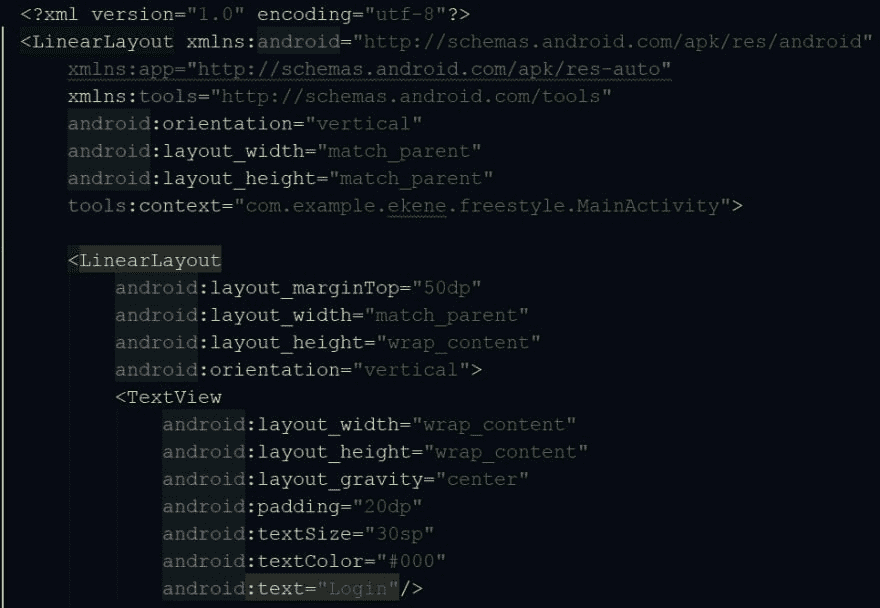 <?xml version="1.0" encoding="utf-8"?>
<LinearLayout xmlns:android="http://schemas.android.com/apk/res/android"
xmlns:app="http://schemas.android.com/apk/res-auto"
xmlns:tools="http://schemas.android.com/tools"
android:orientation="vertical"
android:layout_width="match_parent"
android:layout_height="match_parent"
tools:context="com.example.ekene.freestyle.MainActivity">
<LinearLayout
android:layout_marginTop="50dp"
android:layout_width="match_parent"
android:layout_height="wrap_content"
android:orientation="vertical">
<TextView
android:layout_width="wrap_content"
android:layout_height="wrap_content"
android:layout_gravity="center"
android:padding="20dp"
android:textSize="30sp"
android:textColor="#000"
android:text="Login"/>